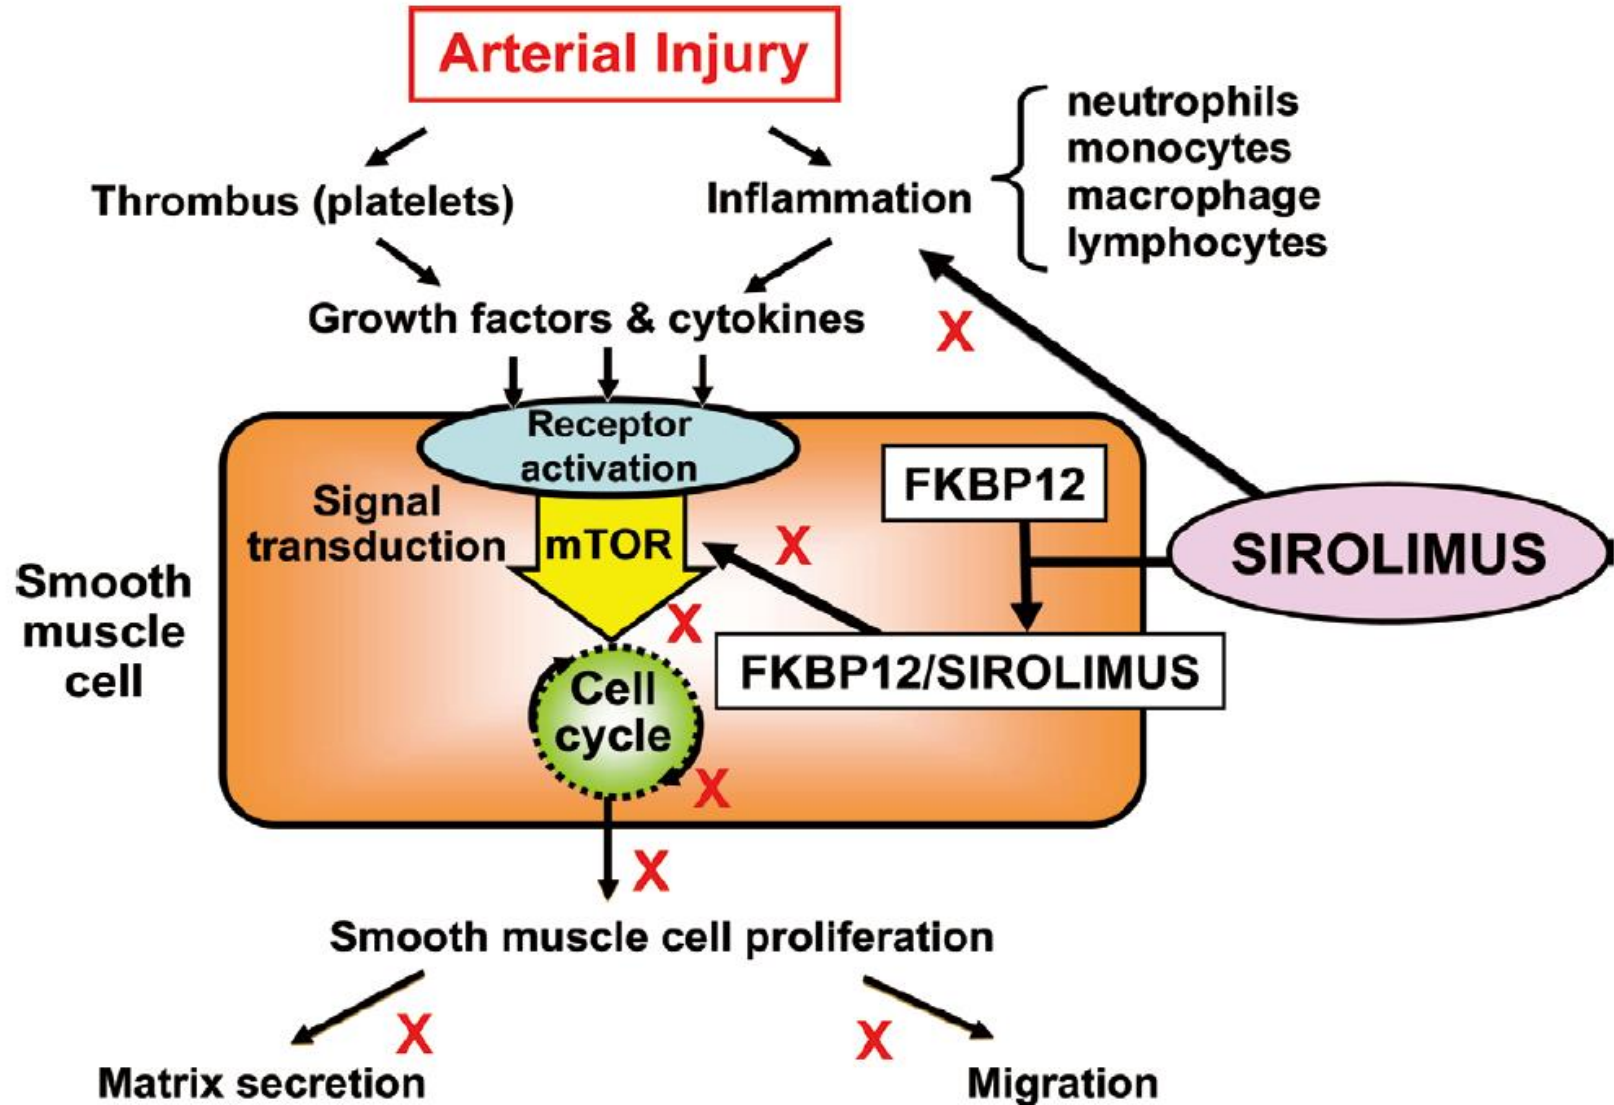 Arterial Injury
neutrophils
monocytes
macrophage
lymphocytes
Thrombus (platelets)
Inflammation
Growth factors & cytokines
X
Receptor
activation
Signal
transduction
mTOR
X
FKBP12
SIROLIMUS
Smooth
muscle
cell
X
FKBP12/SIROLIMUS
Cell
cycle
X
X
Smooth muscle cell proliferation
X
X
Matrix secretion
Migration